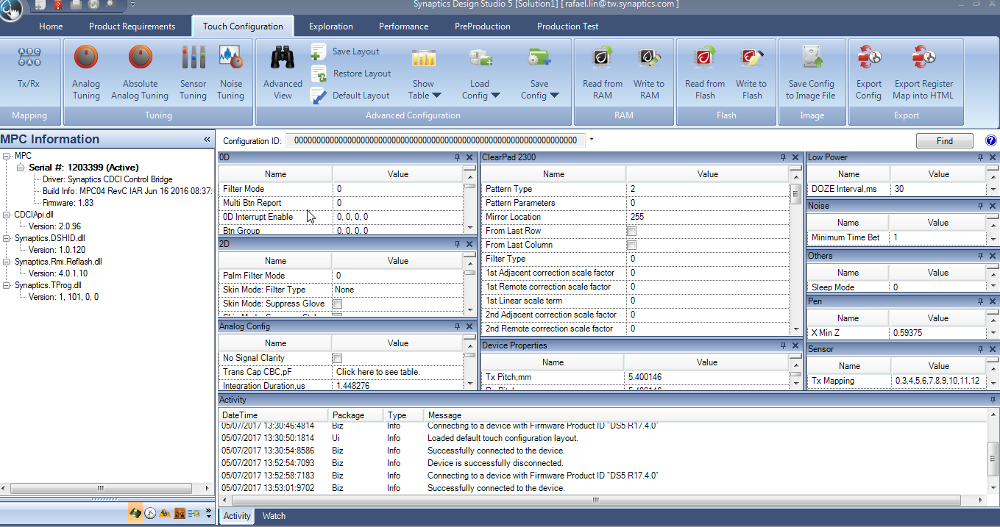 Synaptics Design Studio 5 [Solution1] [ rafael.lin@tw.synaptics.com ]
Home Product Requirements Touch Configuration Exploration Performance PreProduction Production Test
Tx/Rx
Mapping
Analog Tuning
Absolute Analog Tuning
Sensor Tuning
Noise Tuning
Tuning
Advanced View
Save Layout
Restore Layout
Default Layout
Show Table
Load Config
Save Config
Advanced Configuration
Read from RAM
Write to RAM
RAM
Read from Flash
Write to Flash
Flash
Save Config to Image File
Image
Export Config
Export Register Map into HTML
Export
MPC Information «
MPC
Serial #: 1203399 (Active)
Driver: Synaptics CDCI Control Bridge
Build Info: MPC04 RevC IAR Jun 16 2016 08:37:
Firmware: 1.83
CDCIApi.dll
Version: 2.0.96
Synaptics.DSHID.dll
Version: 1.0.120
Synaptics.Rmi.Reflash.dll
Version: 4.0.1.10
Synaptics.TProg.dll
Version: 1, 101, 0, 0
Configuration ID: 0000000000000000000000000000000000000000000000000000000000000000 *
Find
0D
Name Value
Filter Mode 0
Multi Btn Report 0
0D Interrupt Enable 0, 0, 0, 0
Btn Group 0, 0, 0, 0
2D
Name Value
Palm Filter Mode 0
Skin Mode: Filter Type None
Skin Mode: Suppress Glove
Analog Config
Name Value
No Signal Clarity
Trans Cap CBC,pF Click here to see table.
Integration Duration,us 1.448276
ClearPad 2300
Name Value
Pattern Type 2
Pattern Parameters 0
Mirror Location 255
From Last Row
From Last Column
Filter Type 0
1st Adjacent correction scale factor 0
1st Remote correction scale factor 0
1st Linear scale term 0
2nd Adjacent correction scale factor 0
2nd Remote correction scale factor 0
Device Properties
Name Value
Tx Pitch,mm 5.400146
Rx Pitch,mm 5.400146
Low Power
Name Value
DOZE Interval,ms 30
Noise
Name Value
Minimum Time Bet 1
Others
Name Value
Sleep Mode 0
Pen
Name Value
X Min Z 0.59375
Sensor
Name Value
Tx Mapping 0,3,4,5,6,7,8,9,10,11,12
Activity
DateTime Package Type Message
05/07/2017 13:30:46:4814 Biz Info Connecting to a device with Firmware Product ID "DS5 R17.4.0"
05/07/2017 13:30:50:1814 Ui Info Loaded default touch configuration layout.
05/07/2017 13:30:54:8586 Biz Info Successfully connected to the device.
05/07/2017 13:52:54:7093 Biz Info Device is successfully disconnected.
05/07/2017 13:52:58:7183 Biz Info Connecting to a device with Firmware Product ID "DS5 R17.4.0"
05/07/2017 13:53:01:9702 Biz Info Successfully connected to the device.
Activity Watch